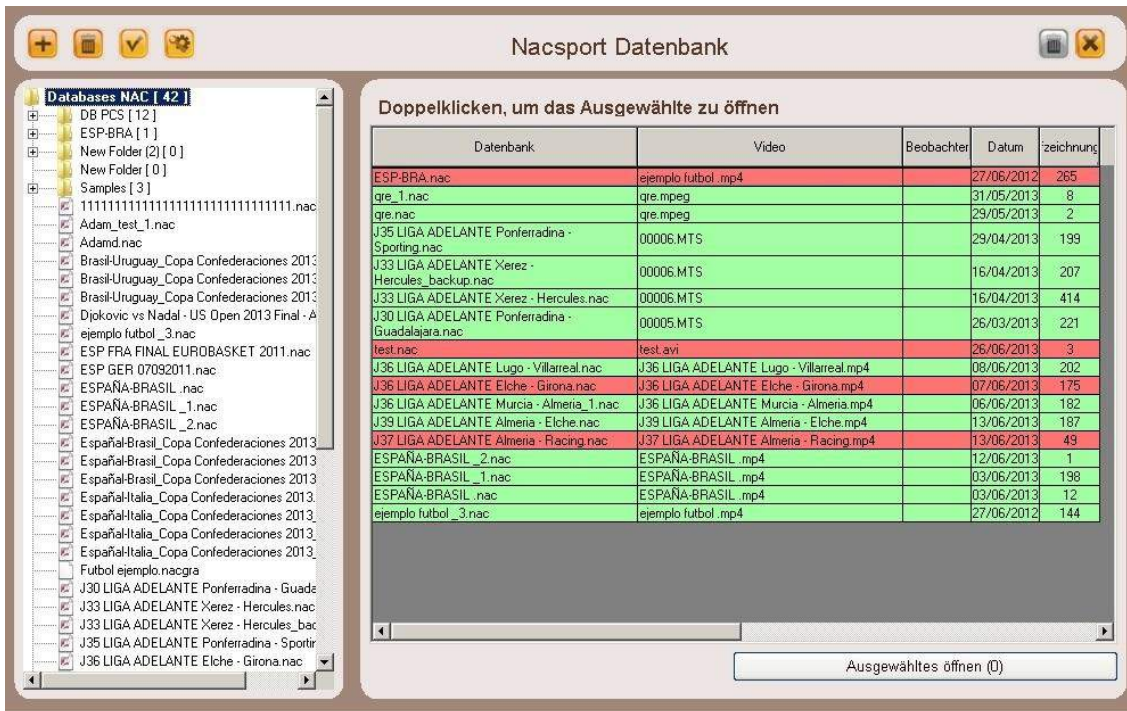 Nacsport Datenbank
Databases NAC [ 42 ]
DB PCS [ 12 ]
ESP-BRA [ 1 ]
New Folder (2) [ 0 ]
New Folder [ 0 ]
Samples [ 3 ]
Adam_test_1.nac
Adamd.nac
Brasil-Uruguay_Copa Confederaciones 2013
Brasil-Uruguay_Copa Confederaciones 2013
Brasil-Uruguay_Copa Confederaciones 2013
Djokovic vs Nadal - US Open 2013 Final - A
ejemplo futbol _3.nac
ESP FRA FINAL EUROBASKET 2011.nac
ESP GER 07092011.nac
ESPAÑA-BRASIL .nac
ESPAÑA-BRASIL _1.nac
ESPAÑA-BRASIL _2.nac
Español-Brasil_Copa Confederaciones 2013
Español-Brasil_Copa Confederaciones 2013
Español-Brasil_Copa Confederaciones 2013
Español-Italia_Copa Confederaciones 2013.
Español-Italia_Copa Confederaciones 2013_
Español-Italia_Copa Confederaciones 2013_
Español-Italia_Copa Confederaciones 2013_
Futbol ejemplo.nacgra
J30 LIGA ADELANTE Ponferradina - Guada
J33 LIGA ADELANTE Xerez - Hercules.nac
J33 LIGA ADELANTE Xerez - Hercules_bac
J35 LIGA ADELANTE Ponferradina - Sportir
J36 LIGA ADELANTE Elche - Girona.nac
Doppelklicken, um das Ausgewählte zu öffnen
Datenbank Video Beobachter Datum zeichnung
ESP-BRA.nac ejemplo futbol .mp4 27/06/2012 265
qre_1.nac qre.mpeg 31/05/2013 8
qre.nac qre.mpeg 29/05/2013 2
J35 LIGA ADELANTE Ponferradina -
Sporting.nac 00006.MTS 29/04/2013 199
J33 LIGA ADELANTE Xerez -
Hercules_backup.nac 00006.MTS 16/04/2013 207
J33 LIGA ADELANTE Xerez - Hercules.nac 00006.MTS 16/04/2013 414
J30 LIGA ADELANTE Ponferradina -
Guadalajara.nac 00005.MTS 26/03/2013 221
test.nac test.avi 26/06/2013 3
J36 LIGA ADELANTE Lugo - Villarreal.nac J36 LIGA ADELANTE Lugo - Villarreal.mp4 08/06/2013 202
J36 LIGA ADELANTE Elche - Girona.nac J36 LIGA ADELANTE Elche - Girona.mp4 07/06/2013 175
J36 LIGA ADELANTE Murcia - Almeria_1.nac J36 LIGA ADELANTE Murcia - Almeria.mp4 06/06/2013 182
J39 LIGA ADELANTE Almeria - Elche.nac J39 LIGA ADELANTE Almeria - Elche.mp4 13/06/2013 187
J37 LIGA ADELANTE Almeria - Racing.nac J37 LIGA ADELANTE Almeria - Racing.mp4 13/06/2013 49
ESPAÑA-BRASIL _2.nac ESPAÑA-BRASIL .mp4 12/06/2013 1
ESPAÑA-BRASIL _1.nac ESPAÑA-BRASIL .mp4 03/06/2013 198
ESPAÑA-BRASIL .nac ESPAÑA-BRASIL .mp4 03/06/2013 12
ejemplo futbol _3.nac ejemplo futbol .mp4 27/06/2012 144
Ausgewähltes öffnen (0)